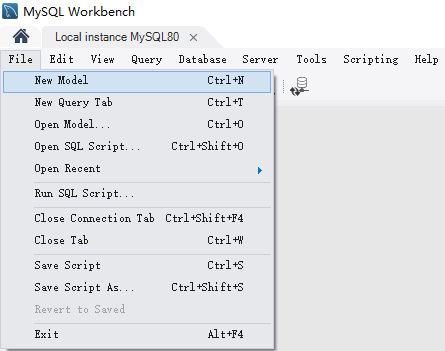 MySQL Workbench
Local instance MySQL80 ×
File Edit View Query Database Server Tools Scripting Help
New Model Ctrl+N
New Query Tab Ctrl+T
Open Model... Ctrl+O
Open SQL Script... Ctrl+Shift+O
Open Recent
Run SQL Script...
Close Connection Tab Ctrl+Shift+F4
Close Tab Ctrl+W
Save Script Ctrl+S
Save Script As... Ctrl+Shift+S
Revert to Saved
Exit Alt+F4